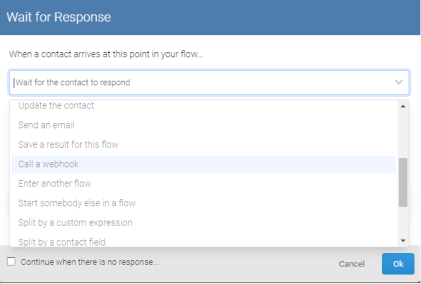 Wait for Response
When a contact arrives at this point in your flow...
Wait for the contact to respond
Update the contact
Send an email
Save a result for this flow
Call a webhook
Enter another flow
Start somebody else in a flow
Split by a custom expression
Split by a contact field
Continue when there is no response...
Cancel
Ok